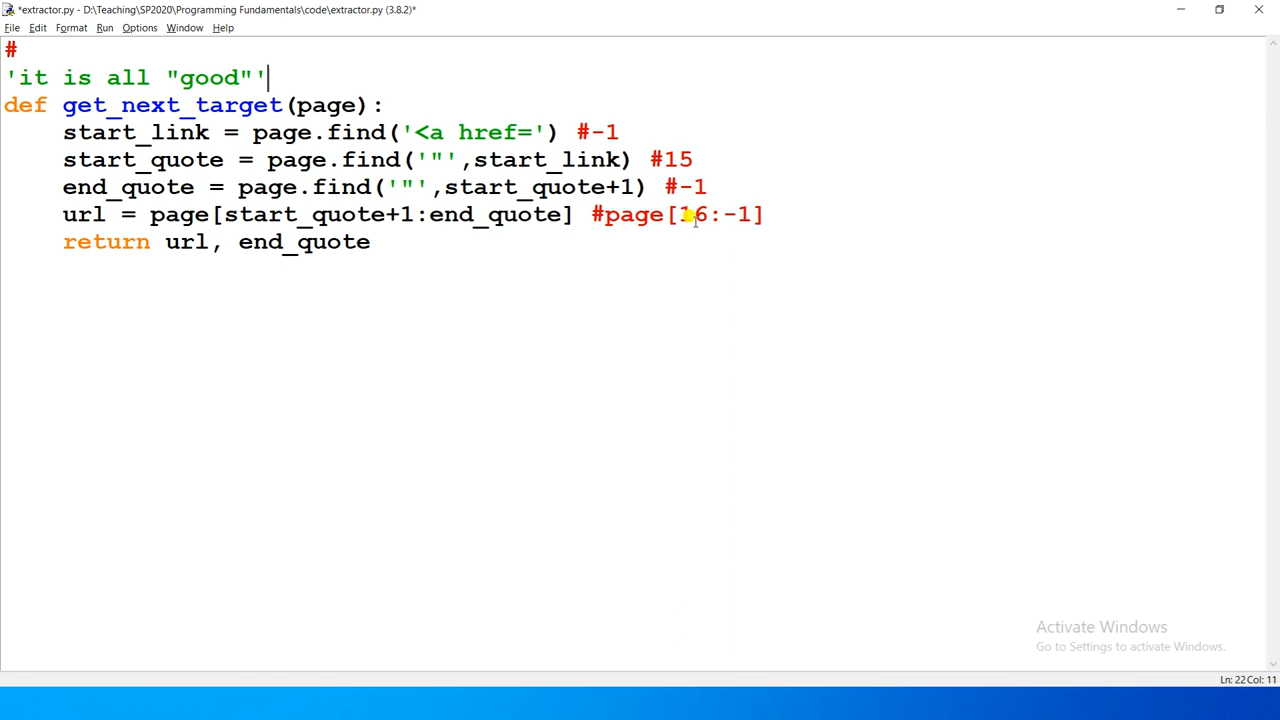 *extractor.py - D:\Teaching\SP2020\Programming Fundamentals\code\extractor.py (3.8.2)*
File Edit Format Run Options Window Help
#
'it is all "good"'
def get_next_target(page):
    start_link = page.find('<a href=') #-1
    start_quote = page.find('"',start_link) #15
    end_quote = page.find('"',start_quote+1) #-1
    url = page[start_quote+1:end_quote] #page[16:-1]
    return url, end_quote
Activate Windows
Go to Settings to activate Windows.
Ln: 22 Col: 11